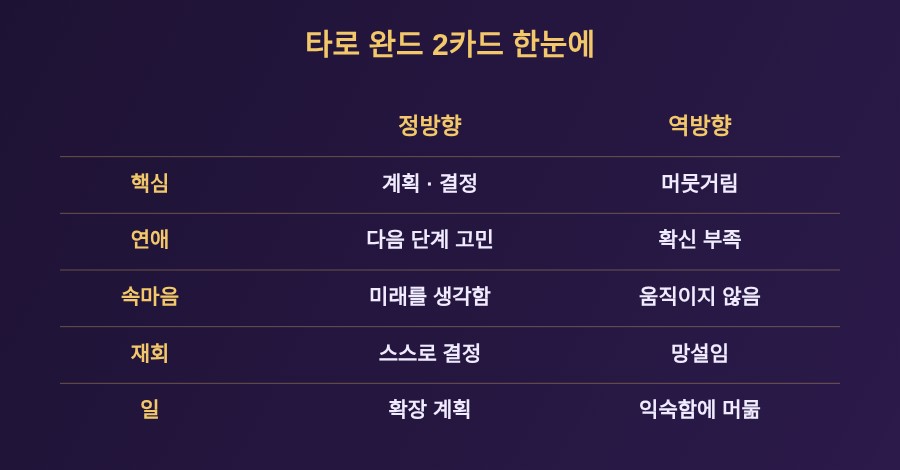 타로 완드 2카드 한눈에
정방향 역방향
핵심 계획 · 결정 머뭇거림
연애 다음 단계 고민 확신 부족
속마음 미래를 생각함 움직이지 않음
재회 스스로 결정 망설임
일 확장 계획 익숙함에 머묾